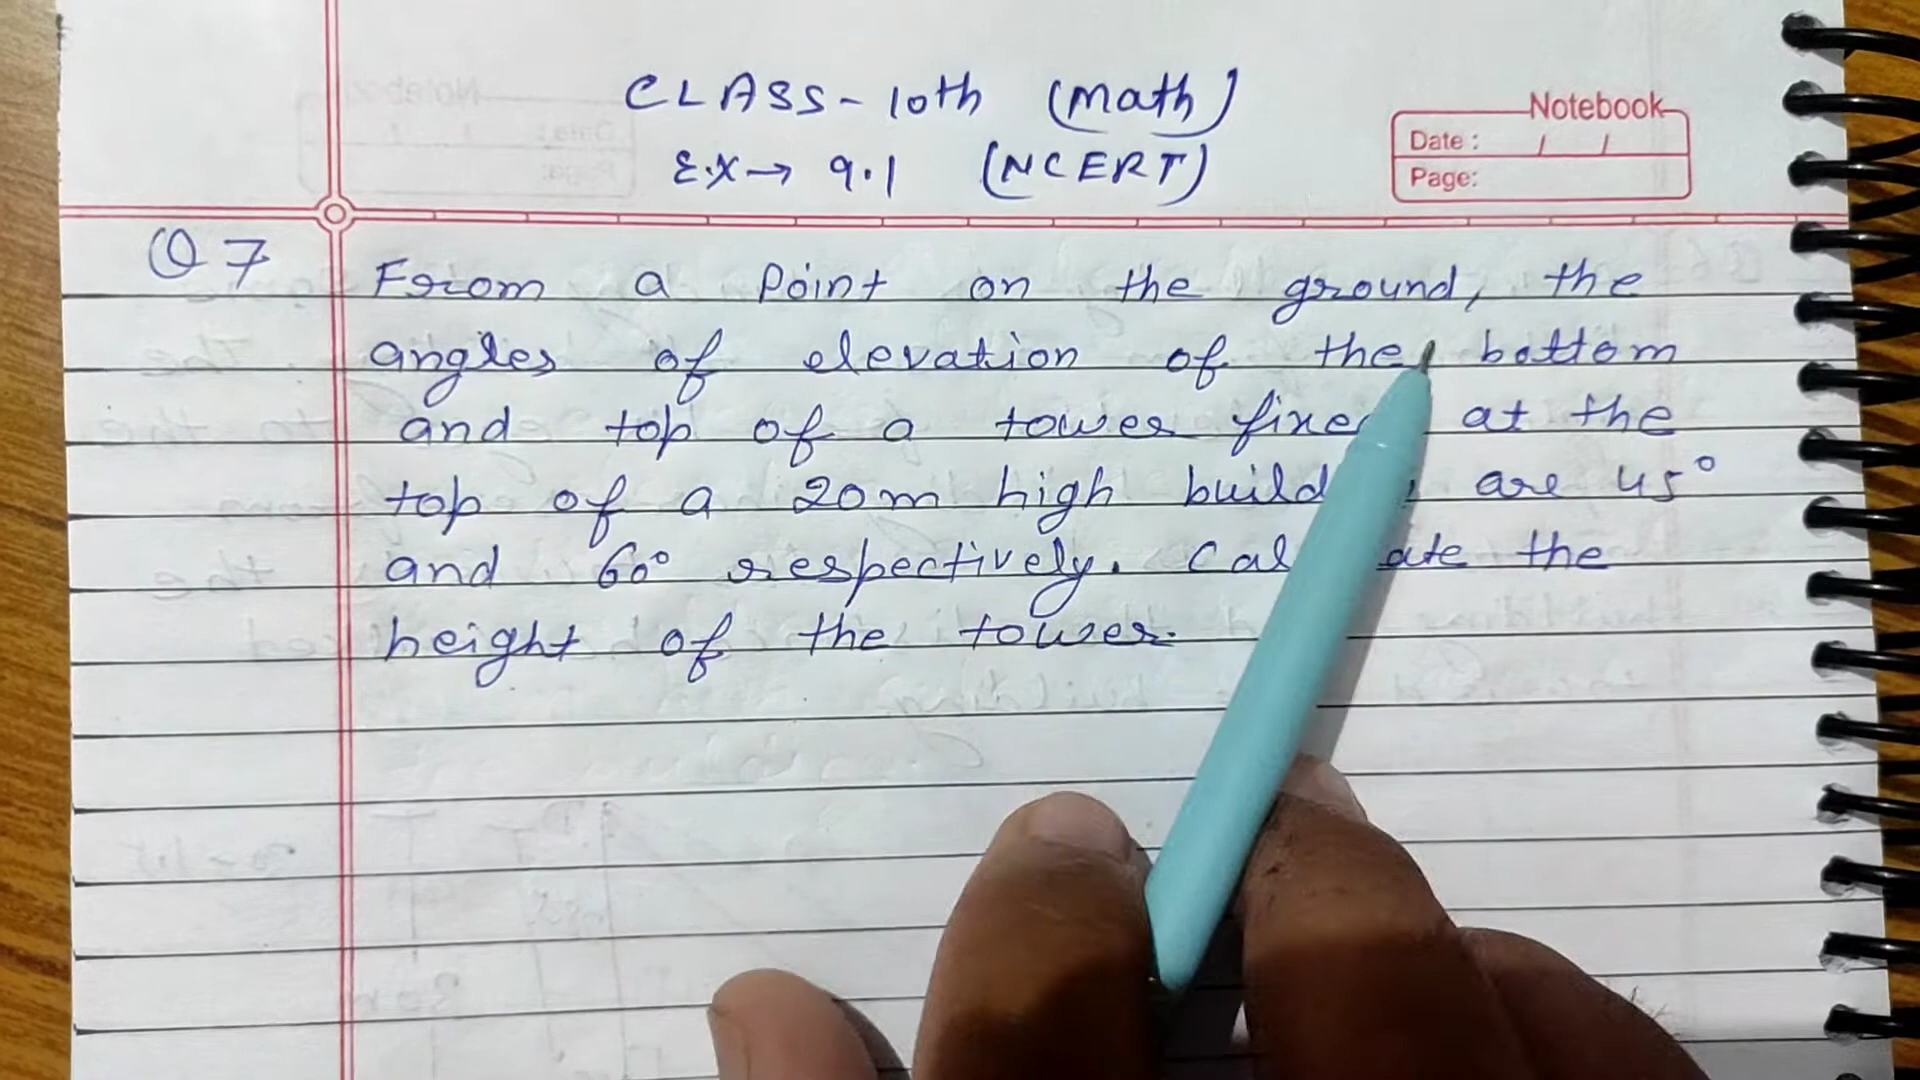 CLASS - 10th (Math)
Ex → 9.1 (NCERT)
Notebook
Date : / /
Page:
Q 7
From a Point on the ground, the
angles of elevation of the bottom
and top of a tower at the
top of a 20m high are 45°
and 60° respectively. the
height of the tower.